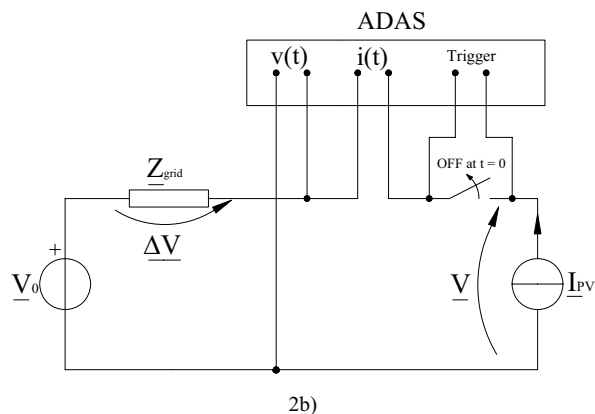 ADAS
v(t) i(t) Trigger
OFF at t = 0
Zgrid
ΔV
+
V0
V
IPV
2b)